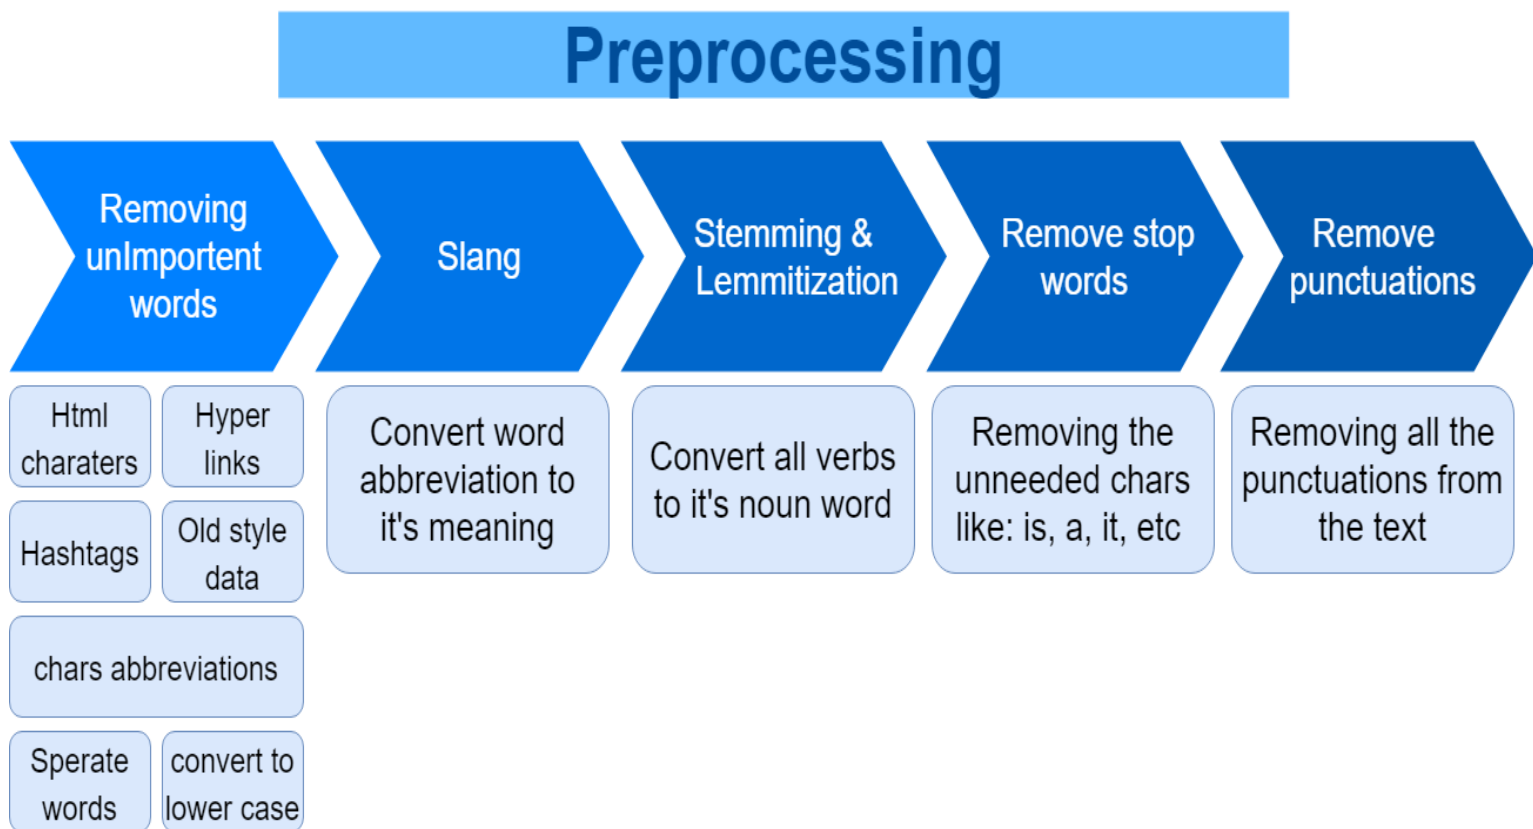 Preprocessing
Removing
unImportent
words
Slang
Stemming &
Lemmitization
Remove stop
words
Remove
punctuations
Html
charaters
Hyper
links
Hashtags
Old style
data
chars abbreviations
Sperate
words
convert to
lower case
Convert word
abbreviation to
it's meaning
Convert all verbs
to it's noun word
Removing the
unneeded chars
like: is, a, it, etc
Removing all the
punctuations from
the text